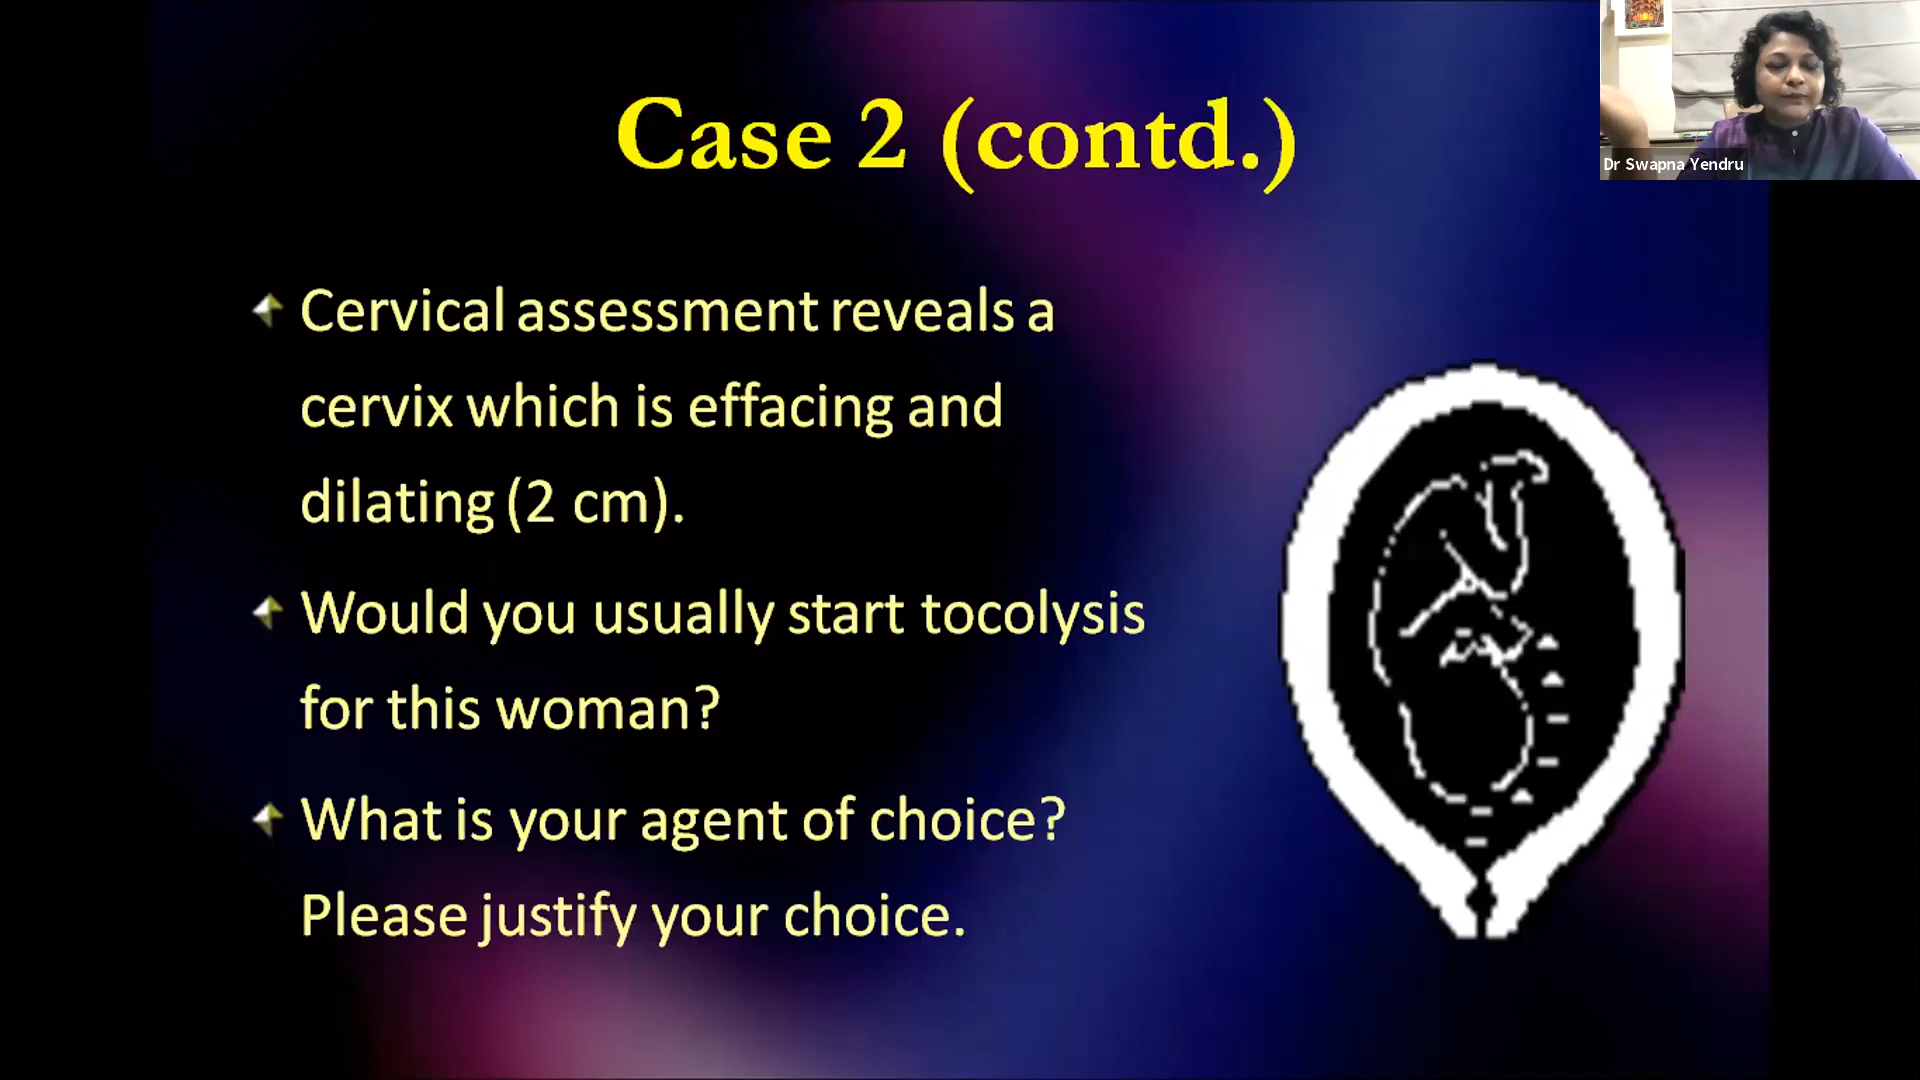 Case 2 (contd.)
Dr Swapna Yendru
Cervical assessment reveals a
cervix which is effacing and
dilating (2 cm).
Would you usually start tocolysis
for this woman?
What is your agent of choice?
Please justify your choice.